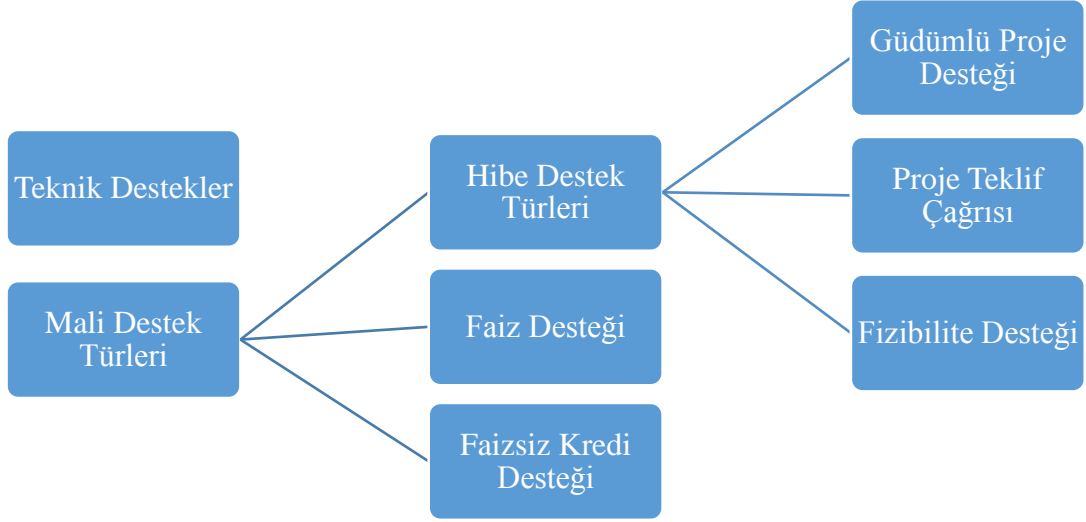 Teknik Destekler
Mali Destek
Türleri
Hibe Destek
Türleri
Faiz Desteği
Faizsiz Kredi
Desteği
Güdümlü Proje
Desteği
Proje Teklif
Çağrısı
Fizibilite Desteği